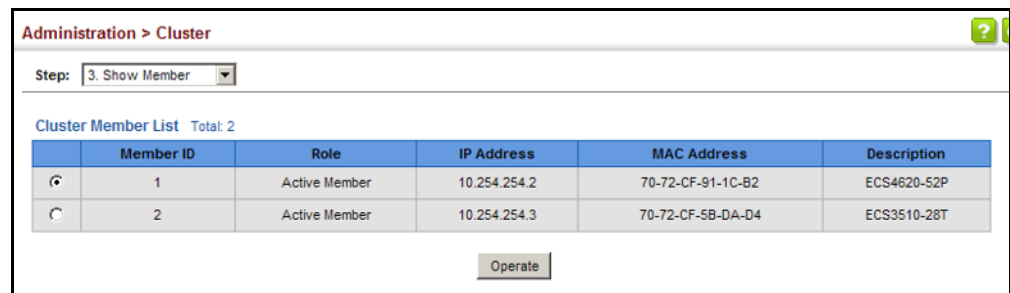 Administration > Cluster
?
Step: 3. Show Member
Cluster Member List Total: 2
Member ID Role IP Address MAC Address Description
1 Active Member 10.254.254.2 70-72-CF-91-1C-B2 ECS4620-52P
2 Active Member 10.254.254.3 70-72-CF-5B-DA-D4 ECS3510-28T
Operate